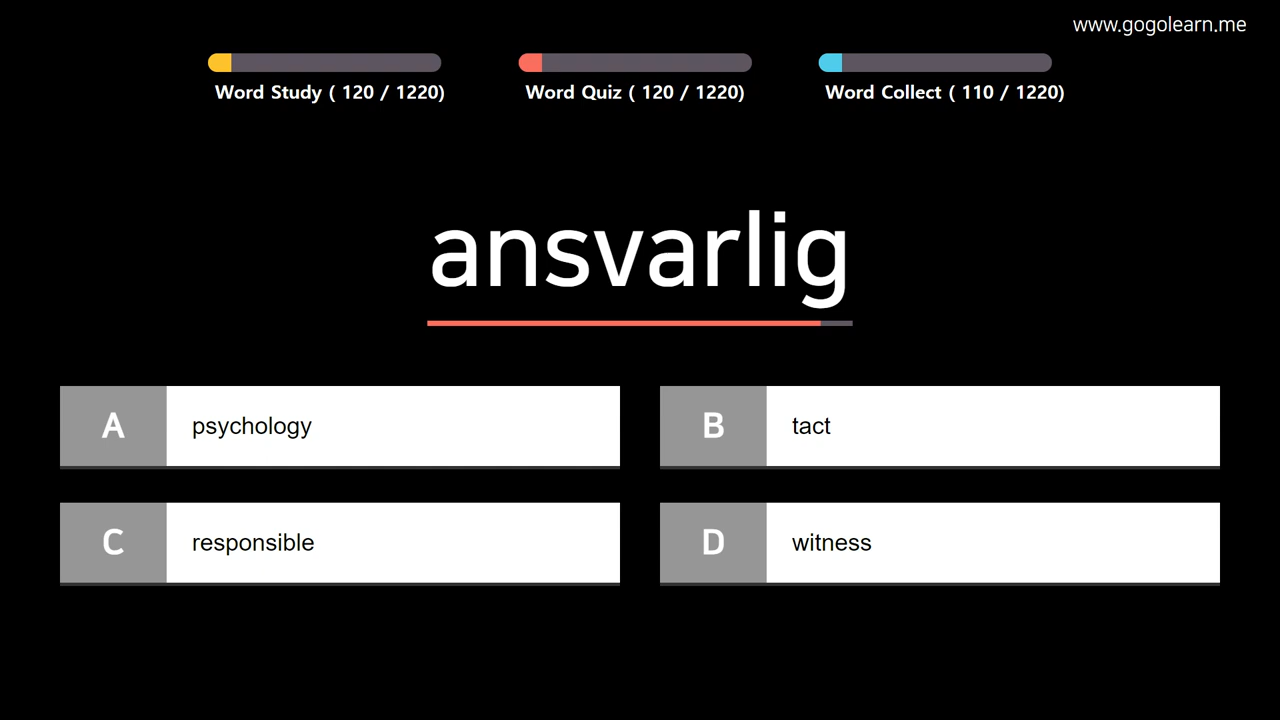 www.gogolearn.me
Word Study ( 120 / 1220)
Word Quiz ( 120 / 1220)
Word Collect ( 110 / 1220)
ansvarlig
A psychology
B tact
C responsible
D witness